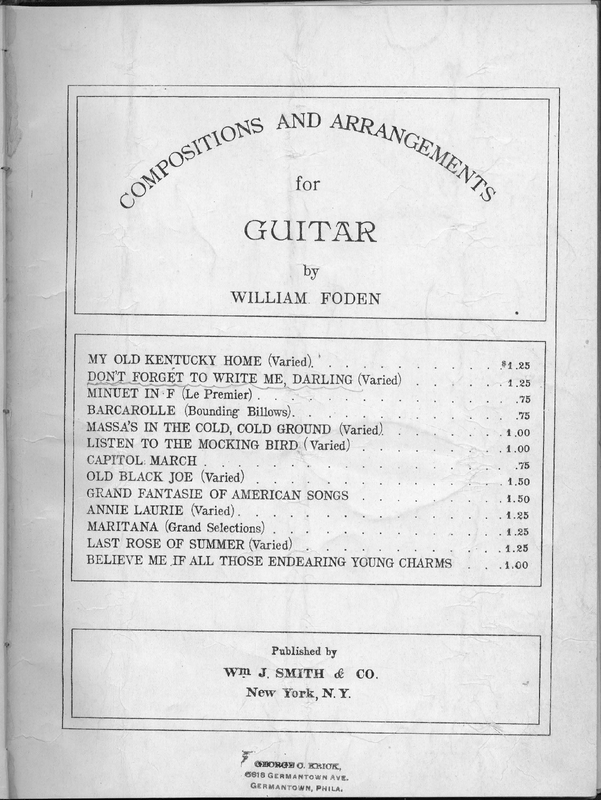 COMPOSITIONS AND ARRANGEMENTS
for
GUITAR
by
WILLIAM FODEN
MY OLD KENTUCKY HOME (Varied) . . . . . . . . . . $1.25
DON'T FORGET TO WRITE ME, DARLING (Varied) . . . . . 1.25
MINUET IN F (Le Premier) . . . . . . . . . . . . . .75
BARCAROLLE (Bounding Billows) . . . . . . . . . . . .75
MASSA'S IN THE COLD, COLD GROUND (Varied) . . . . . . 1.00
LISTEN TO THE MOCKING BIRD (Varied) . . . . . . . . 1.00
CAPITOL MARCH . . . . . . . . . . . . . . . . .75
OLD BLACK JOE (Varied) . . . . . . . . . . . . . 1.50
GRAND FANTASIE OF AMERICAN SONGS . . . . . . . . 1.50
ANNIE LAURIE (Varied) . . . . . . . . . . . . . . 1.25
MARITANA (Grand Selections) . . . . . . . . . . . . 1.25
LAST ROSE OF SUMMER (Varied) . . . . . . . . . . . 1.25
BELIEVE ME IF ALL THOSE ENDEARING YOUNG CHARMS . . . 1.00
Published by
Wm J. SMITH & CO.
New York, N. Y.
GEORGE C. KRICK,
5816 GERMANTOWN AVE.
GERMANTOWN, PHILA.